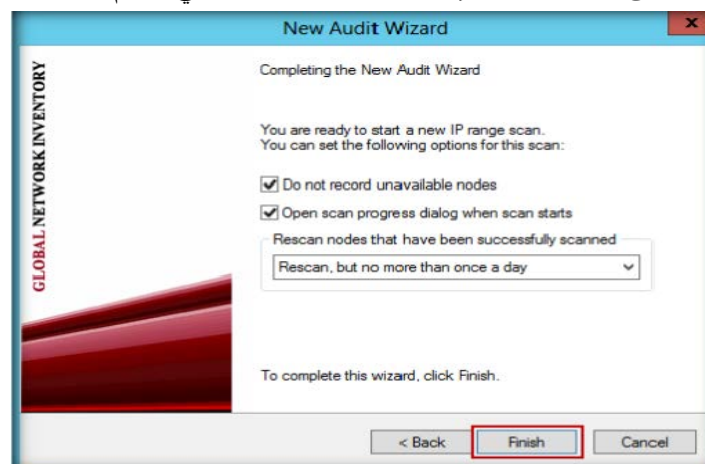 New Audit Wizard
x
GLOBAL NETWORK INVENTORY
Completing the New Audit Wizard
You are ready to start a new IP range scan.
You can set the following options for this scan:
Do not record unavailable nodes
Open scan progress dialog when scan starts
Rescan nodes that have been successfully scanned
Rescan, but no more than once a day
To complete this wizard, click Finish.
< Back
Finish
Cancel